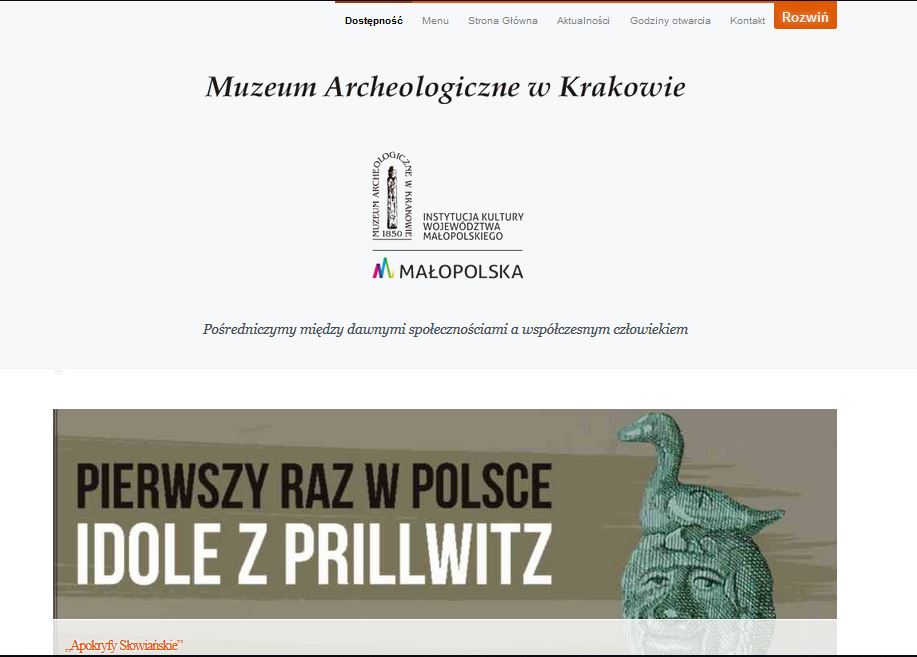 Dostępność Menu Strona Główna Aktualności Godziny otwarcia Kontakt Rozwiń
Muzeum Archeologiczne w Krakowie
MUZEUM ARCHEOLOGICZNE W KRAKOWIE
1850
INSTYTUCJA KULTURY
WOJEWÓDZTWA
MAŁOPOLSKIEGO
MAŁOPOLSKA
Pośredniczymy między dawnymi społecznościami a współczesnym człowiekiem
PIERWSZY RAZ W POLSCE
IDOLE Z PRILLWITZ
„Apokryfy Słowiańskie”